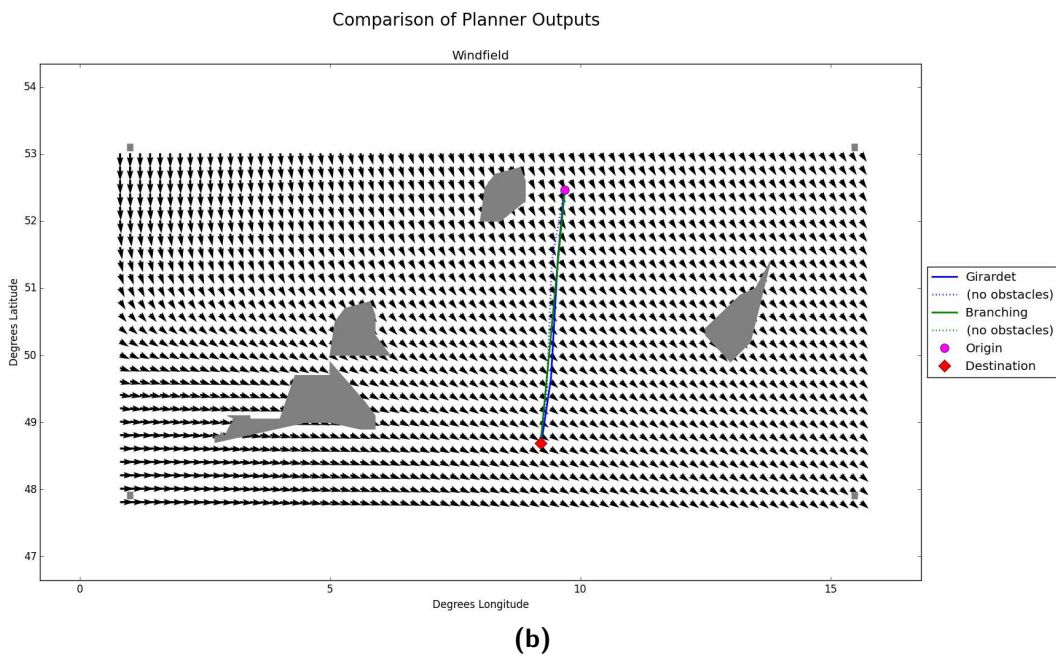 Comparison of Planner Outputs
Windfield
54
53
52
51
50
49
48
47
Degrees Latitude
0 5 10 15
Degrees Longitude
Girardet
(no obstacles)
Branching
(no obstacles)
Origin
Destination
(b)